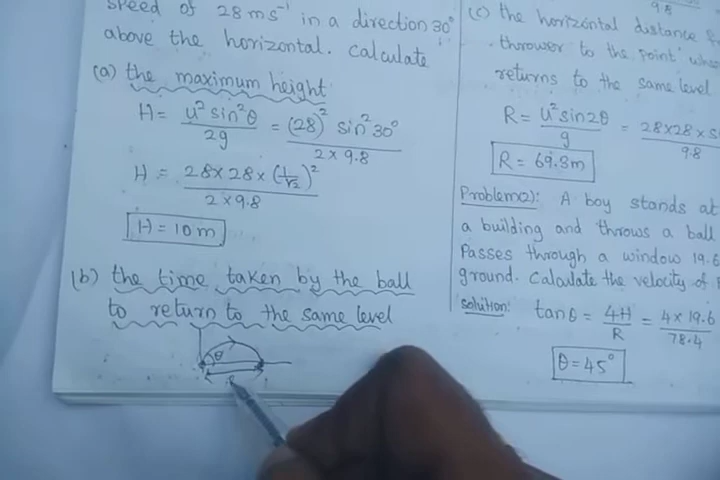 speed of 28ms⁻¹ in a direction 30°
above the horizontal. calculate
(a) the maximum height
H = u² sin²θ / 2g = (28)² sin² 30° / 2 × 9.8
H = 28 × 28 × (1/√2)² / 2 × 9.8
H = 10 m
(b) the time taken by the ball
to return to the same level
θ
R
9.8
(c) the horizontal distance
thrower to the point
returns to the same level
R = u² sin2θ / g = 28×28× / 9.8
R = 69.3m
Problem(2): A boy stands at
a building and throws a ball
Passes through a window 19.6
ground. Calculate the velocity of
solution: tanθ = 4H / R = 4 × 19.6 / 78.4
θ = 45°